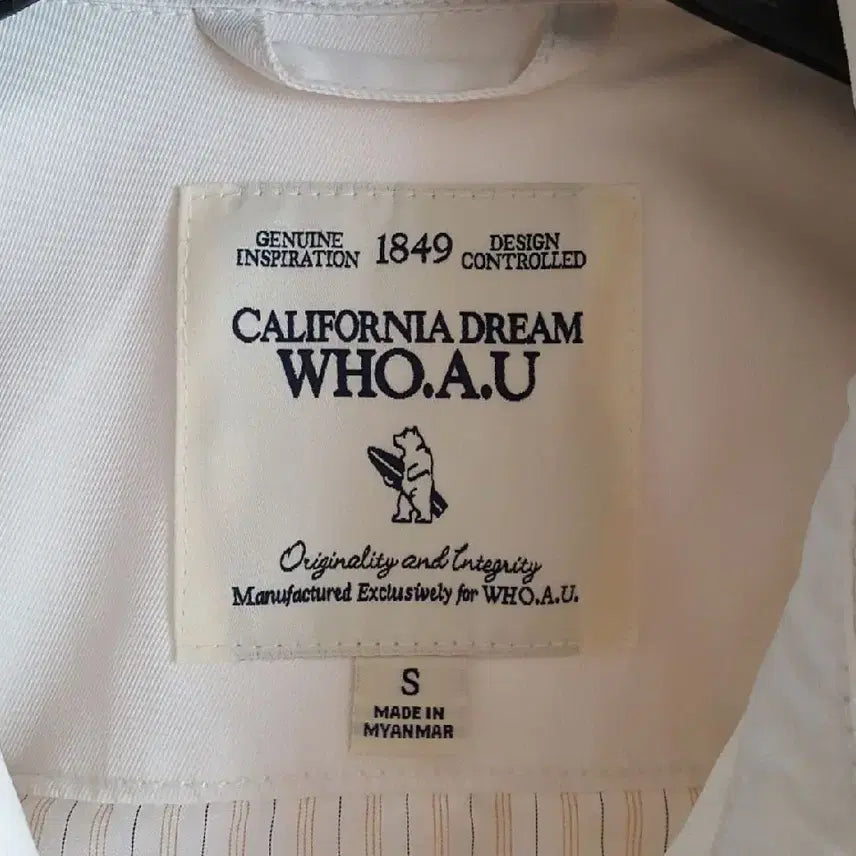 GENUINE INSPIRATION 1849 DESIGN CONTROLLED
CALIFORNIA DREAM
WHO.A.U
Originality and Integrity
Manufactured Exclusively for WHO.A.U.
S
MADE IN
MYANMAR